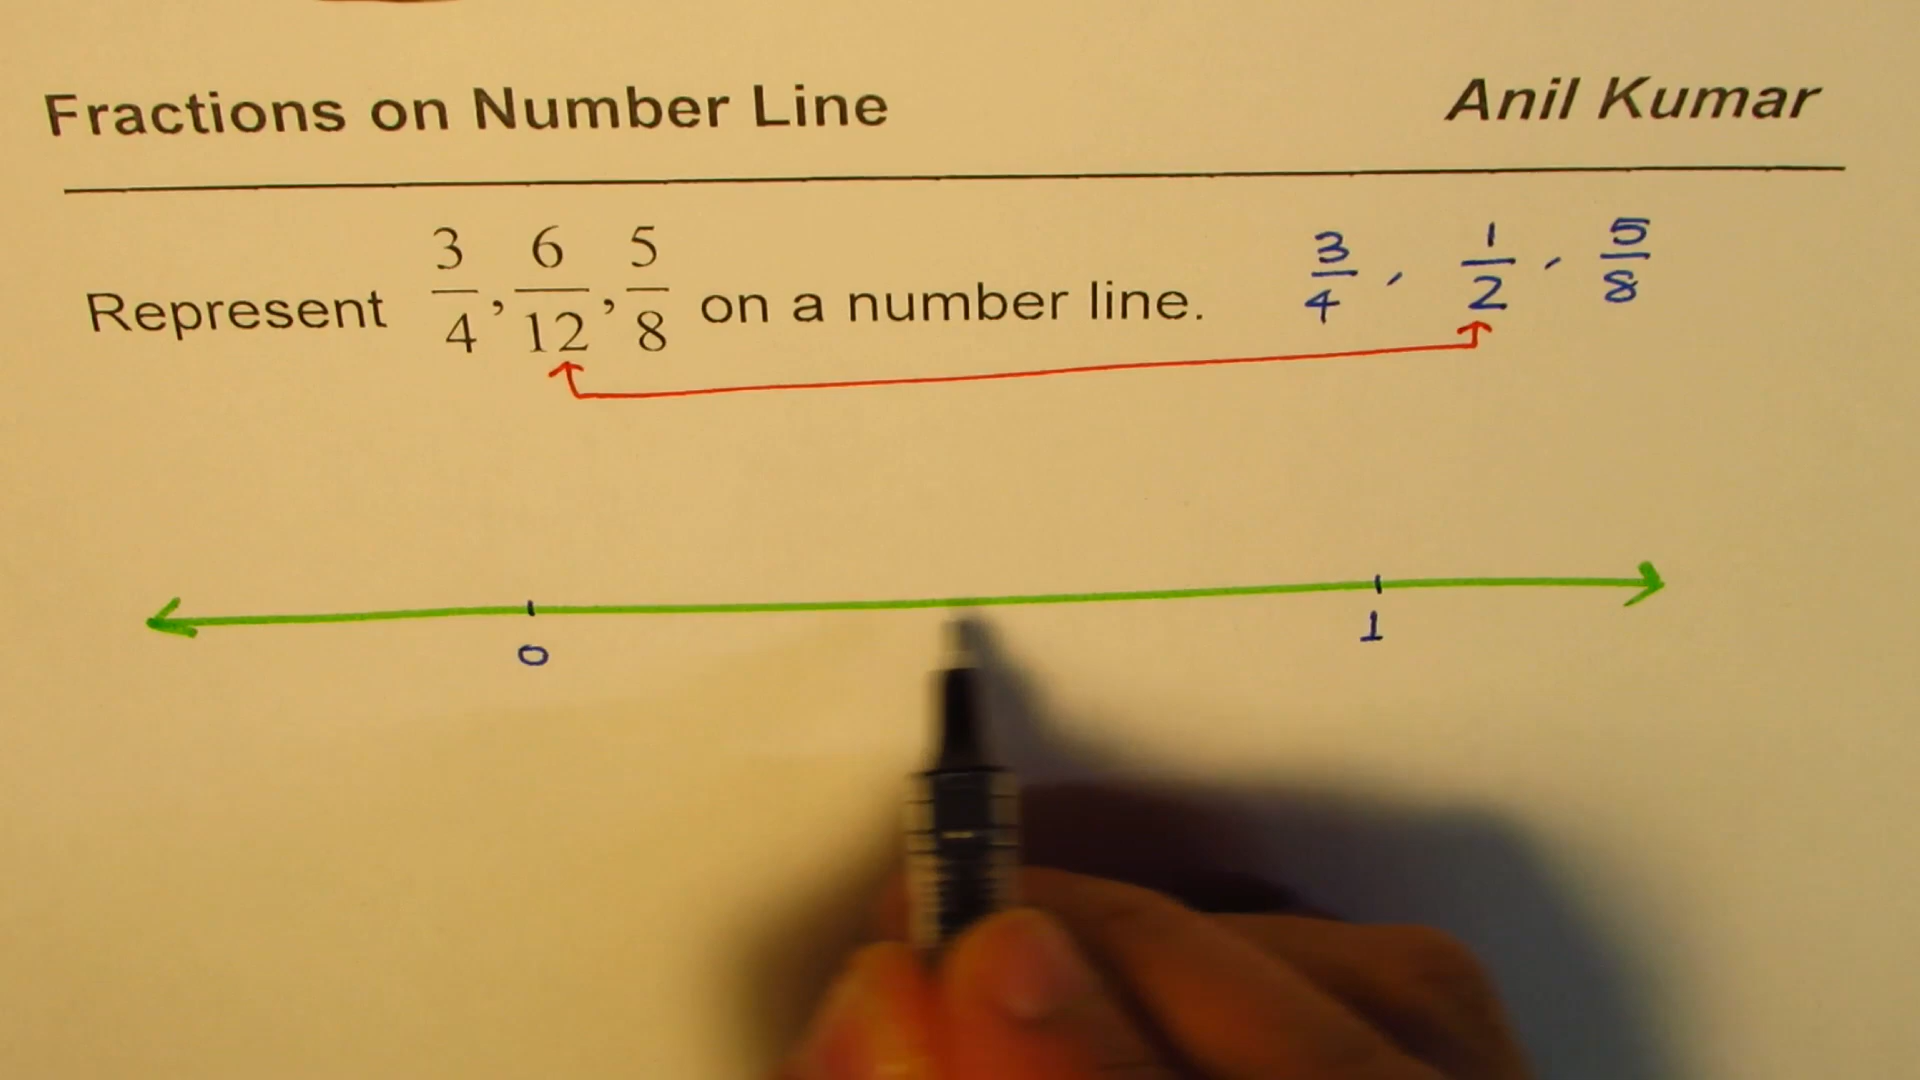 Fractions on Number Line Anil Kumar
Represent 3/4, 6/12, 5/8 on a number line. 3/4, 1/2, 5/8
0 1